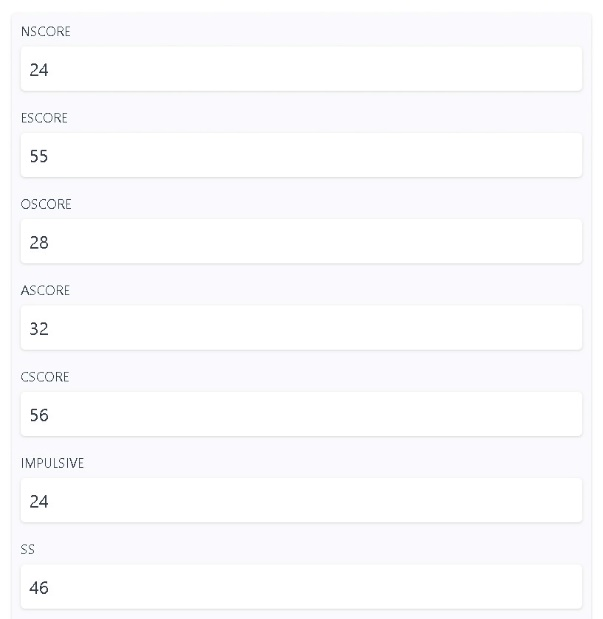 NSCORE
24
ESCORE
55
OSCORE
28
ASCORE
32
CSCORE
56
IMPULSIVE
24
SS
46